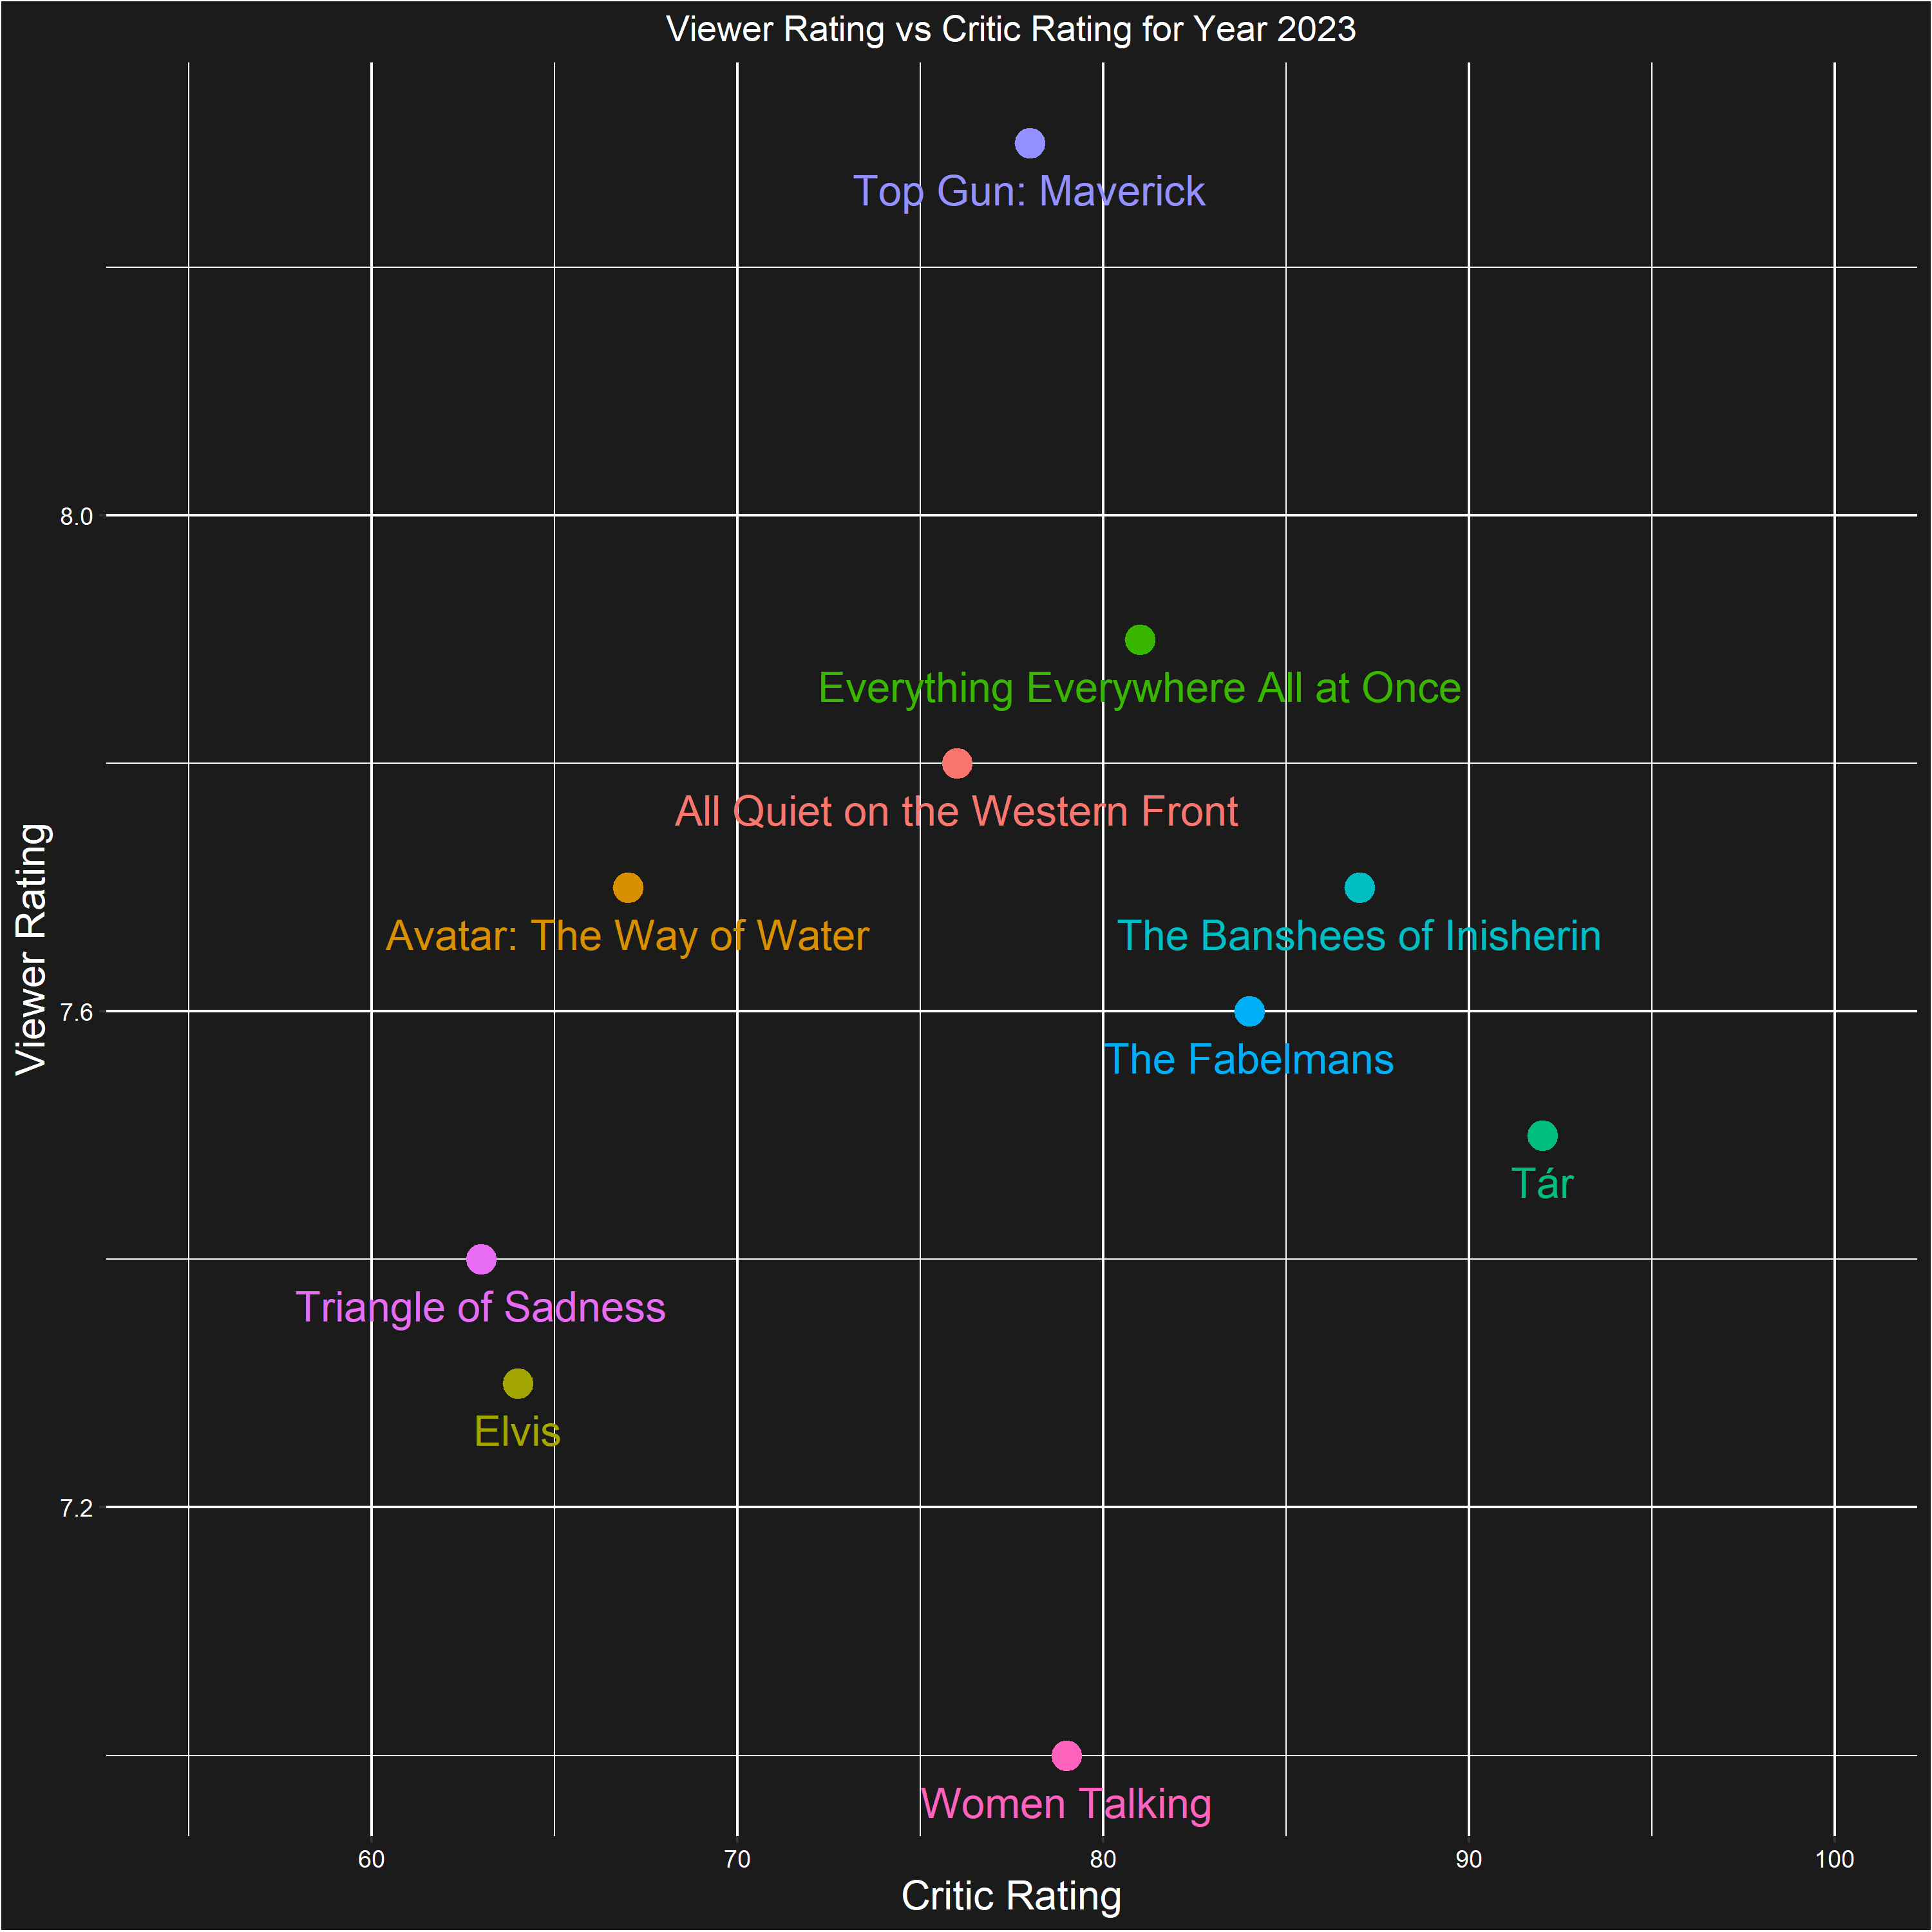 Viewer Rating vs Critic Rating for Year 2023
Top Gun: Maverick
8.0
Everything Everywhere All at Once
All Quiet on the Western Front
Avatar: The Way of Water
The Banshees of Inisherin
Viewer Rating
7.6
The Fabelmans
Tár
Triangle of Sadness
Elvis
7.2
Women Talking
60
70
80
90
100
Critic Rating